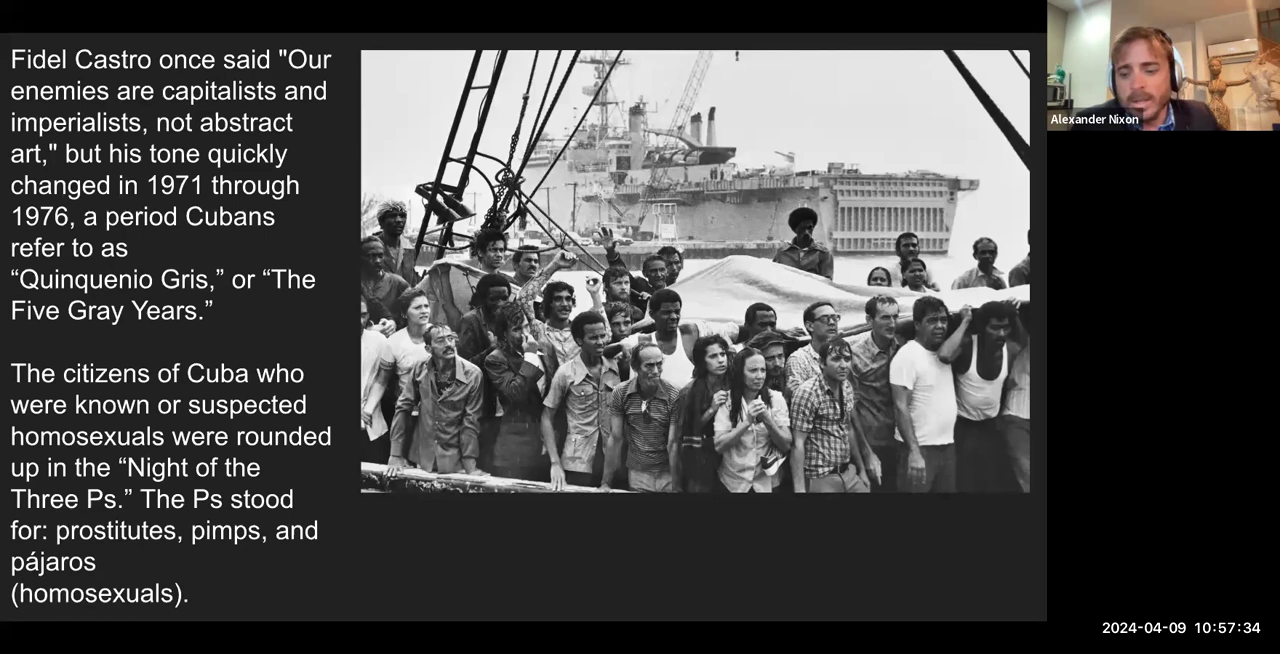 Fidel Castro once said "Our
enemies are capitalists and
imperialists, not abstract
art," but his tone quickly
changed in 1971 through
1976, a period Cubans
refer to as
“Quinquenio Gris,” or “The
Five Gray Years.”
The citizens of Cuba who
were known or suspected
homosexuals were rounded
up in the “Night of the
Three Ps.” The Ps stood
for: prostitutes, pimps, and
pájaros
(homosexuals).
Alexander Nixon
2024-04-09 10:57:34